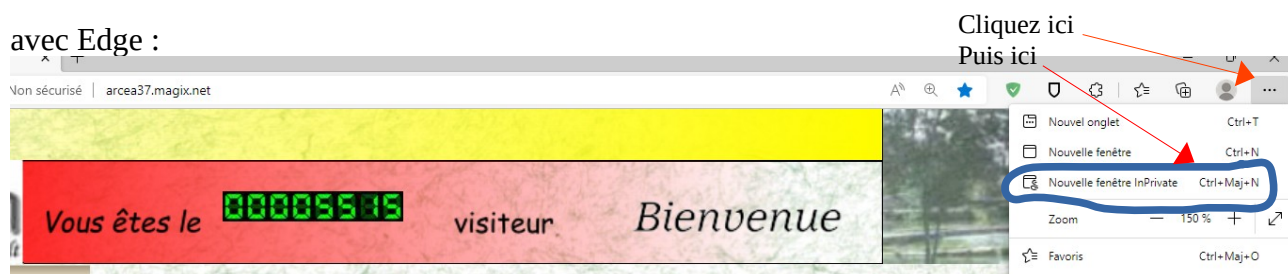 avec Edge :
Cliquez ici
Puis ici
Non sécurisé | arcea37.magix.net
Nouvel onglet Ctrl+T
Nouvelle fenêtre Ctrl+N
Nouvelle fenêtre InPrivate Ctrl+Maj+N
Zoom — 150 % +
Favoris Ctrl+Maj+O
Vous êtes le 00005515 visiteur Bienvenue